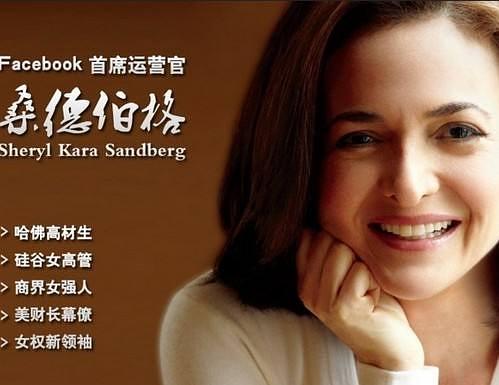 Facebook 首席运营官
桑德伯格
Sheryl Kara Sandberg
> 哈佛高材生
> 硅谷女高管
> 商界女强人
> 美财长幕僚
> 女权新领袖